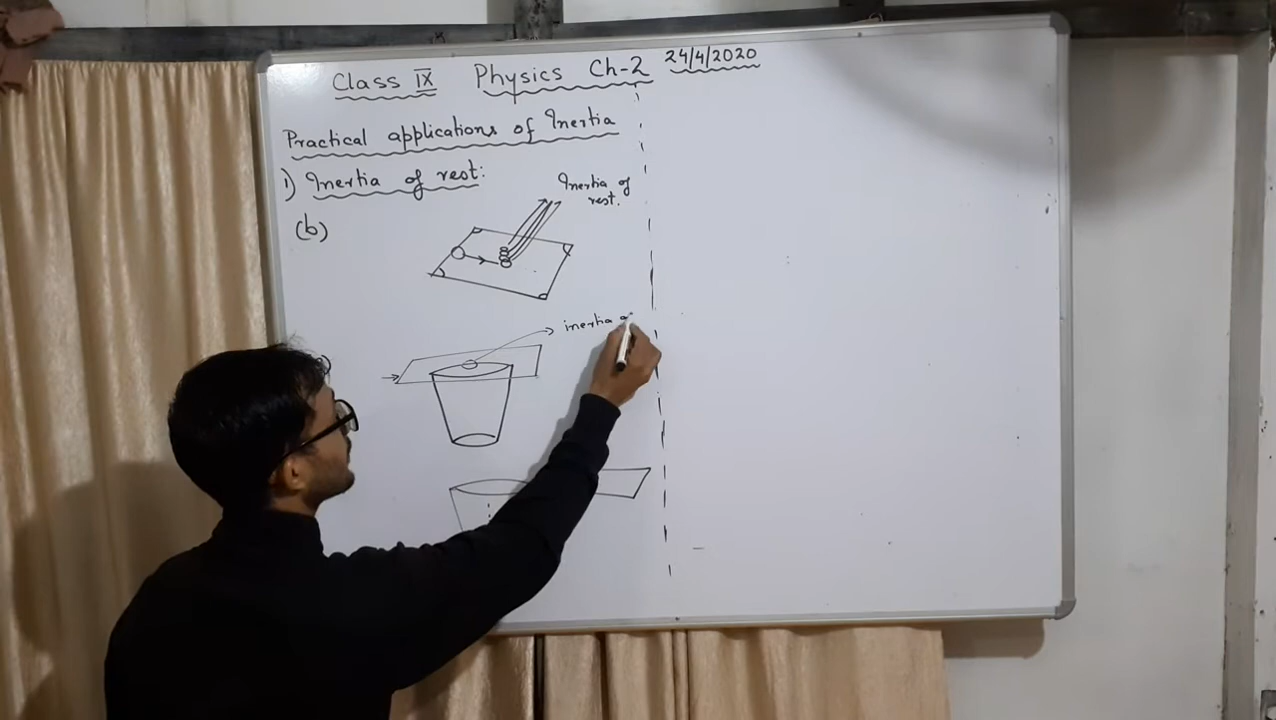 Class IX Physics Ch-2 24/4/2020
Practical applications of Inertia
1) Inertia of rest:
(b)
Inertia of
rest.
inertia o